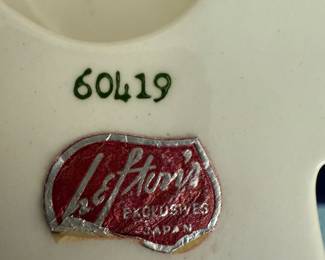 60419
Lefton's
EXCLUSIVES
JAPAN